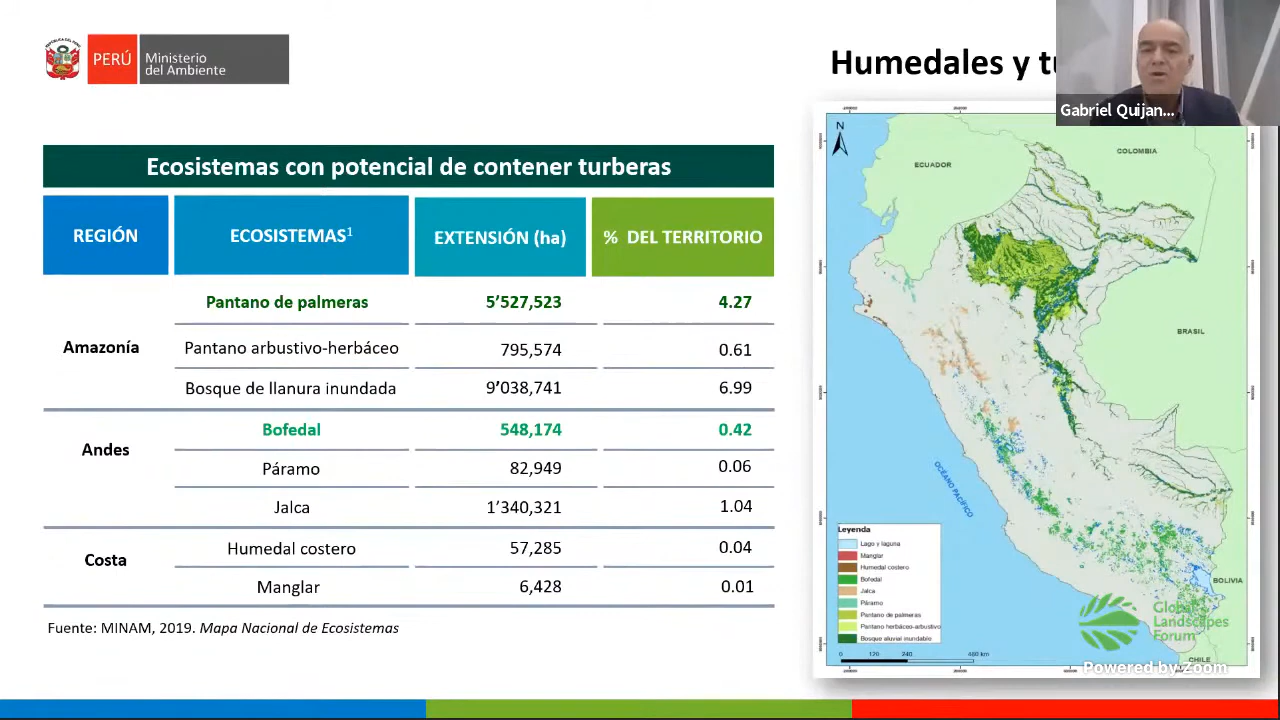 PERÚ
Ministerio
del Ambiente
Humedales y tu
Gabriel Quijan...
Ecosistemas con potencial de contener turberas
REGIÓN
ECOSISTEMAS¹
EXTENSIÓN (ha)
% DEL TERRITORIO
Amazonía
Pantano de palmeras
5’527,523
4.27
Pantano arbustivo-herbáceo
795,574
0.61
Bosque de llanura inundada
9’038,741
6.99
Andes
Bofedal
548,174
0.42
Páramo
82,949
0.06
Jalca
1’340,321
1.04
Costa
Humedal costero
57,285
0.04
Manglar
6,428
0.01
Fuente: MINAM, 2019. Mapa Nacional de Ecosistemas
N
ECUADOR
COLOMBIA
BRASIL
OCÉANO PACÍFICO
BOLIVIA
CHILE
Leyenda
Lago y laguna
Manglar
Humedal costero
Bofedal
Jalca
Páramo
Pantano de palmeras
Pantano herbáceo-arbustivo
Bosque aluvial inundable
0 120 240 480 km
Global
Landscapes
Forum
Powered by Zoom